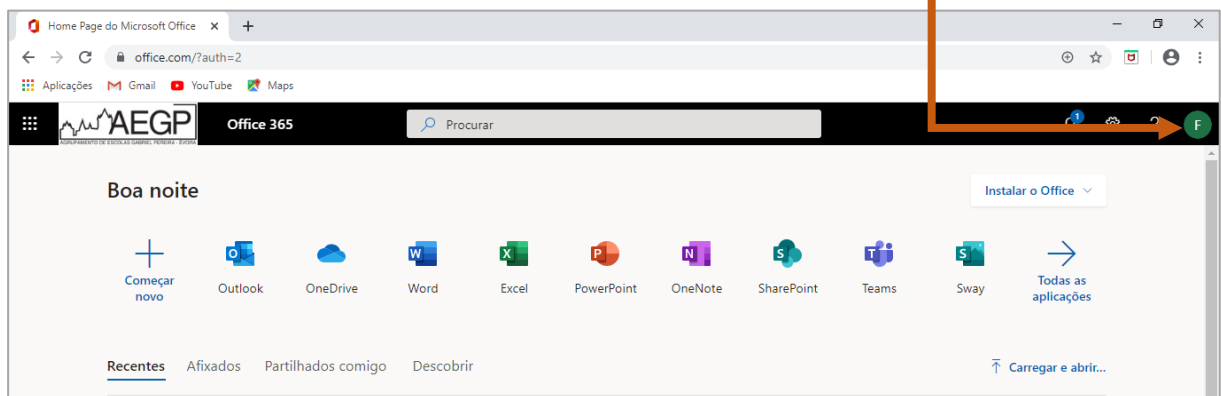 Home Page do Microsoft Office
office.com/?auth=2
Aplicações Gmail YouTube Maps
AEGP
AGRUPAMENTO DE ESCOLAS GABRIEL PEREIRA - ÉVORA
Office 365
Procurar
1
F
Boa noite
Instalar o Office
Começar novo
Outlook
OneDrive
Word
Excel
PowerPoint
OneNote
SharePoint
Teams
Sway
Todas as aplicações
Recentes Afixados Partilhados comigo Descobrir
Carregar e abrir...